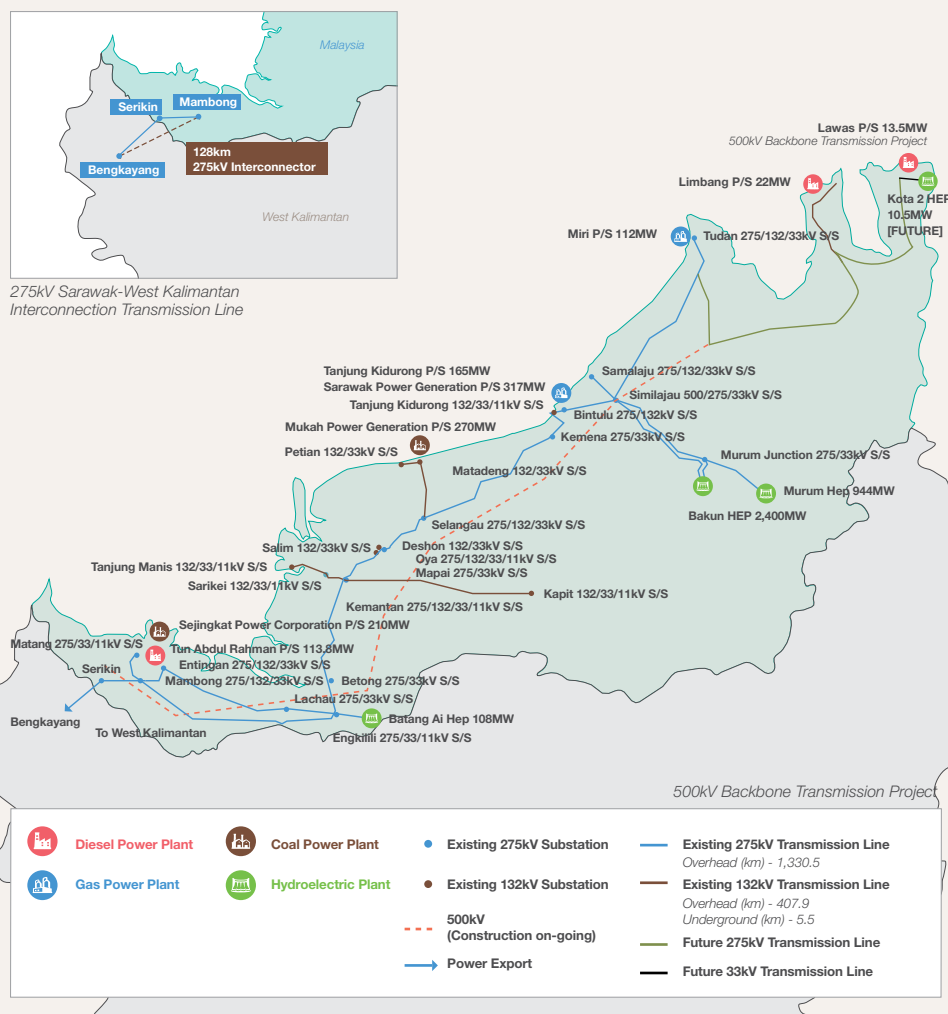 Malaysia
Serikin
Mambong
Bengkayang
128km
275kV Interconnector
West Kalimantan
275kV Sarawak-West Kalimantan
Interconnection Transmission Line
Lawas P/S 13.5MW
500kV Backbone Transmission Project
Limbang P/S 22MW
Kota 2 HEP
10.5MW
[FUTURE]
Miri P/S 112MW
Tudan 275/132/33kV S/S
Tanjung Kidurong P/S 165MW
Samalaju 275/132/33kV S/S
Sarawak Power Generation P/S 317MW
Similajau 500/275/33kV S/S
Tanjung Kidurong 132/33/11kV S/S
Bintulu 275/132kV S/S
Mukah Power Generation P/S 270MW
Kemena 275/33kV S/S
Petian 132/33kV S/S
Murum Junction 275/33kV S/S
Matadeng 132/33kV S/S
Murum Hep 944MW
Bakun HEP 2,400MW
Selangau 275/132/33kV S/S
Salim 132/33kV S/S
Deshon 132/33kV S/S
Oya 275/132/33/11kV S/S
Tanjung Manis 132/33/11kV S/S
Mapai 275/33kV S/S
Sarikei 132/33/11kV S/S
Kapit 132/33/11kV S/S
Kemantan 275/132/33/11kV S/S
Sejingkat Power Corporation P/S 210MW
Matang 275/33/11kV S/S
Tun Abdul Rahman P/S 113.8MW
Entingan 275/132/33kV S/S
Serikin
Mambong 275/132/33kV S/S
Betong 275/33kV S/S
Lachau 275/33kV S/S
Bengkayang
Batang Ai Hep 108MW
To West Kalimantan
Engkilili 275/33/11kV S/S
500kV Backbone Transmission Project
Diesel Power Plant
Coal Power Plant
Existing 275kV Substation
Existing 275kV Transmission Line
Overhead (km) - 1,330.5
Gas Power Plant
Hydroelectric Plant
Existing 132kV Substation
Existing 132kV Transmission Line
Overhead (km) - 407.9
Underground (km) - 5.5
500kV
(Construction on-going)
Future 275kV Transmission Line
Power Export
Future 33kV Transmission Line